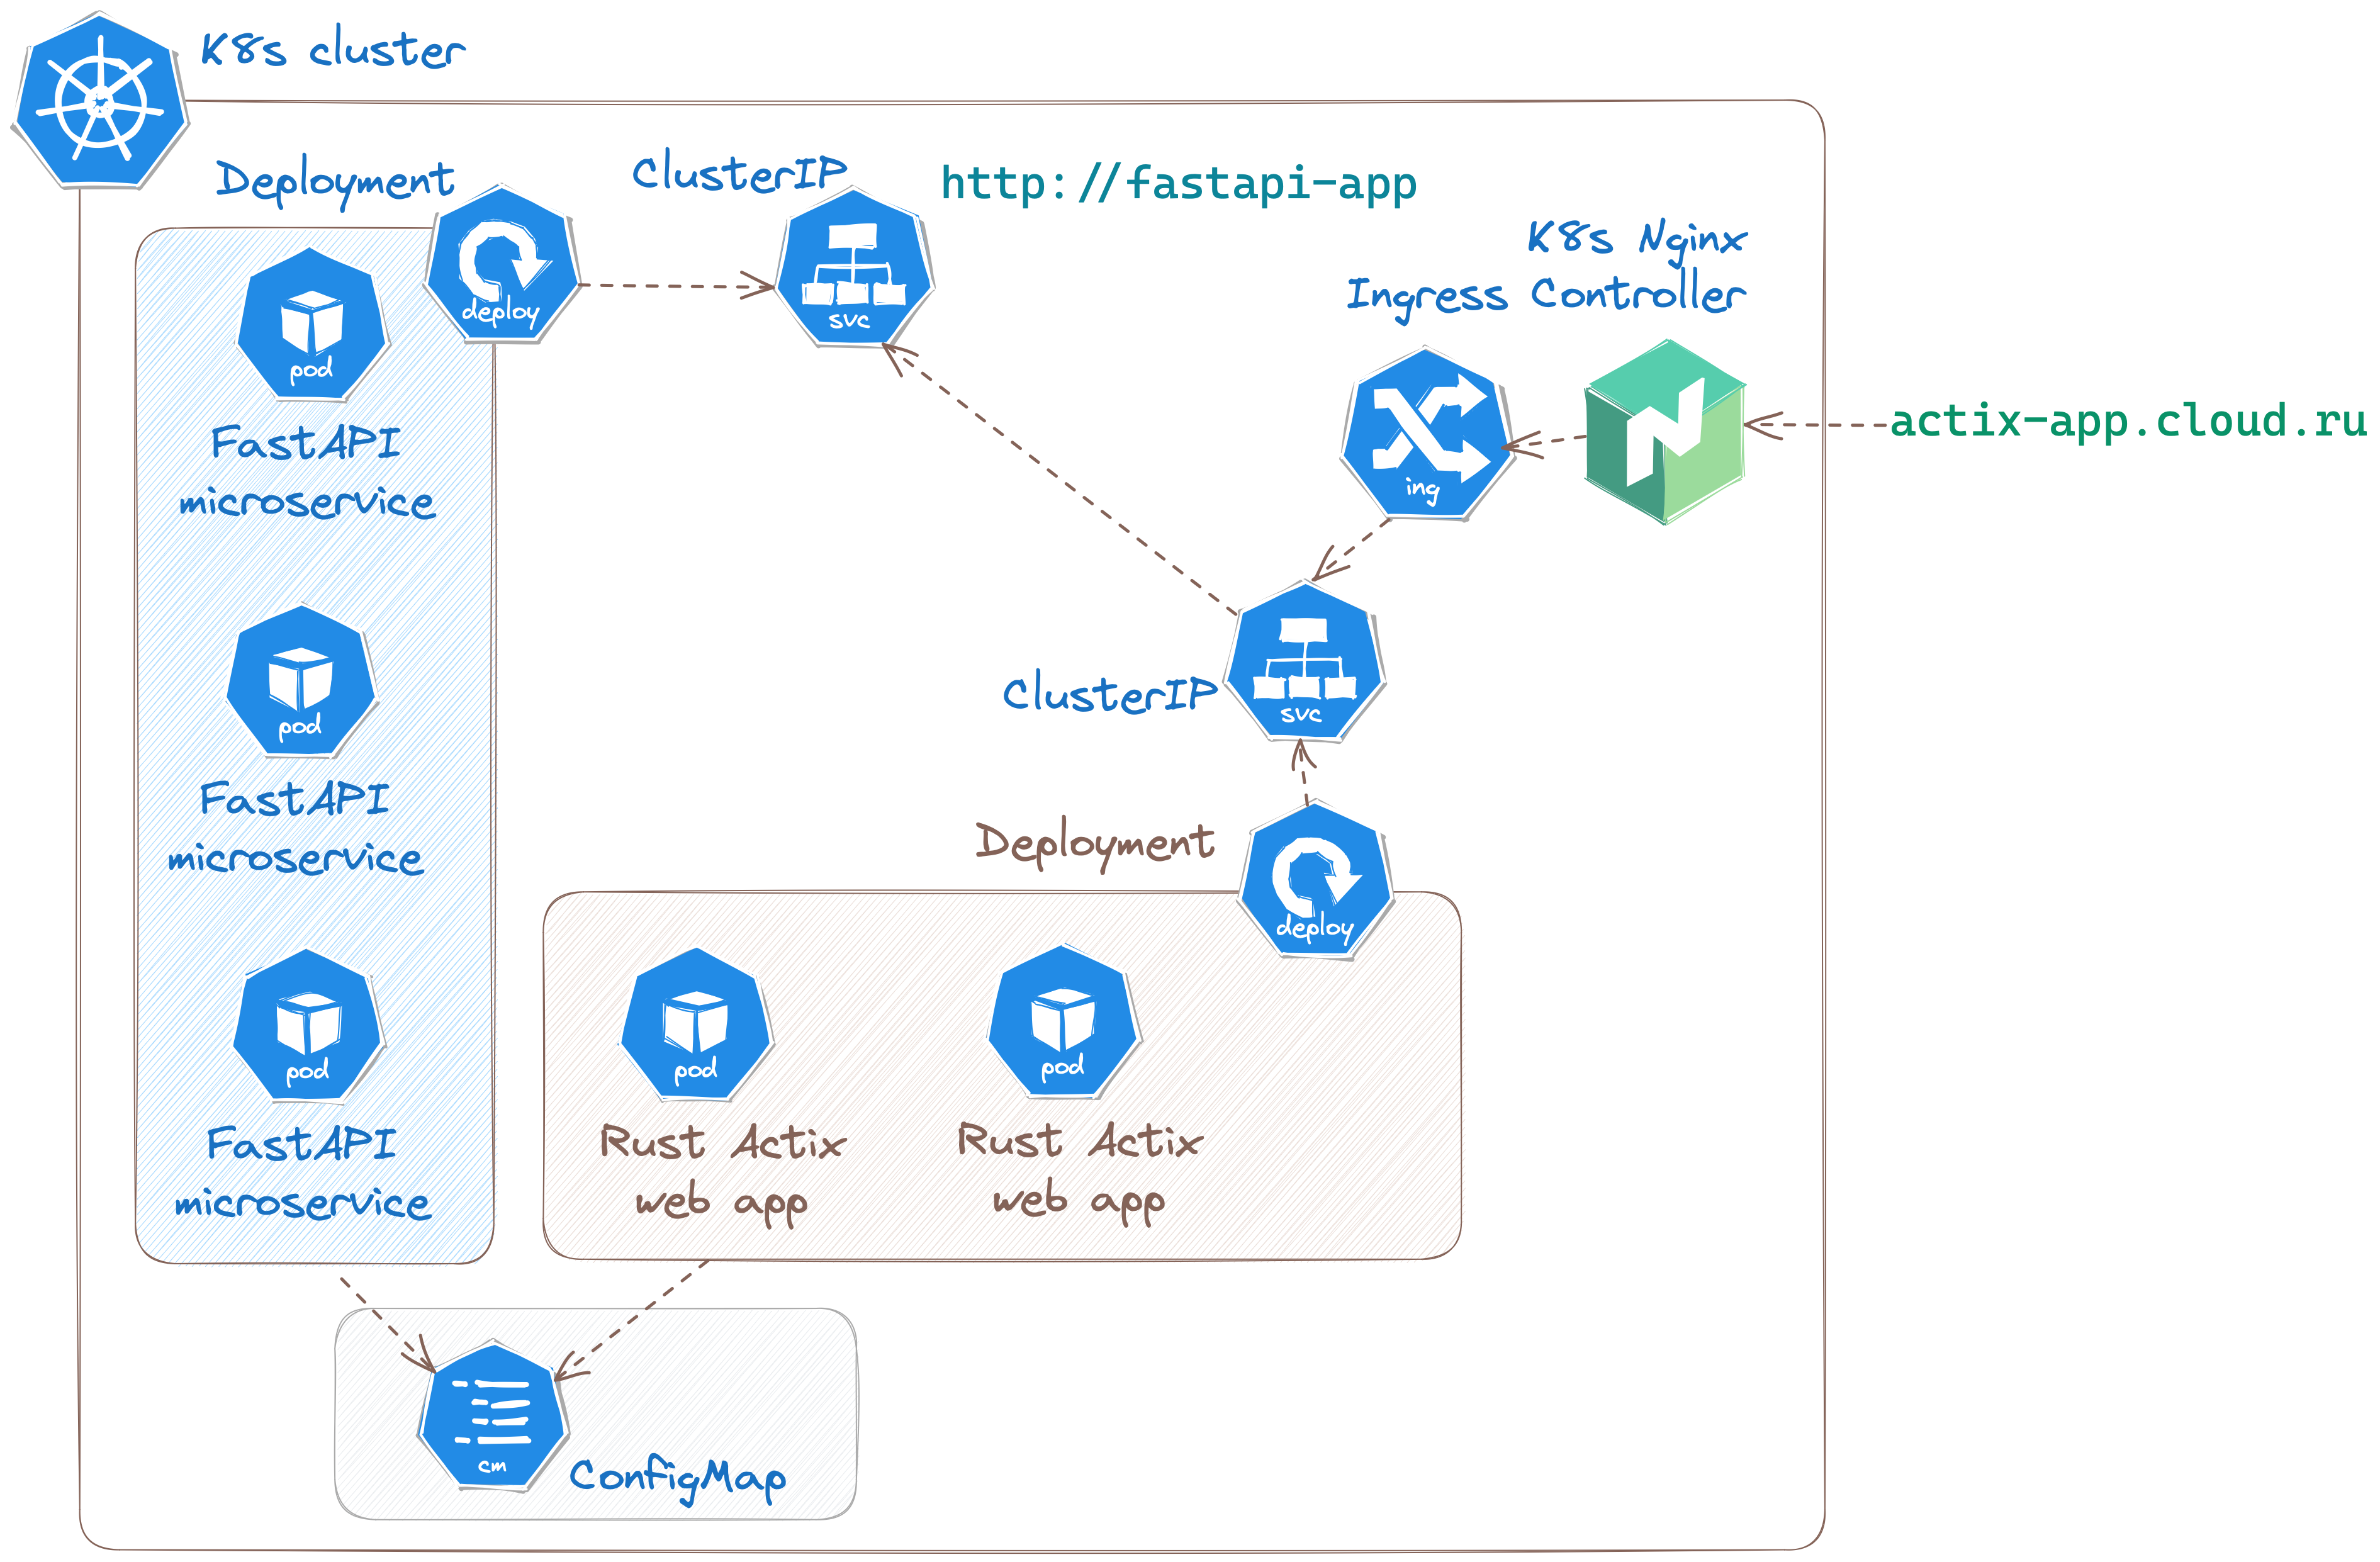 K8s cluster
Deployment
ClusterIP
http://fastapi-app
K8s Nginx
Ingress Controller
deploy
svc
pod
FastAPI
microservice
ing
actix-app.cloud.ru
pod
FastAPI
microservice
ClusterIP
svc
Deployment
deploy
pod
FastAPI
microservice
pod
Rust Actix
web app
pod
Rust Actix
web app
cm
ConfigMap